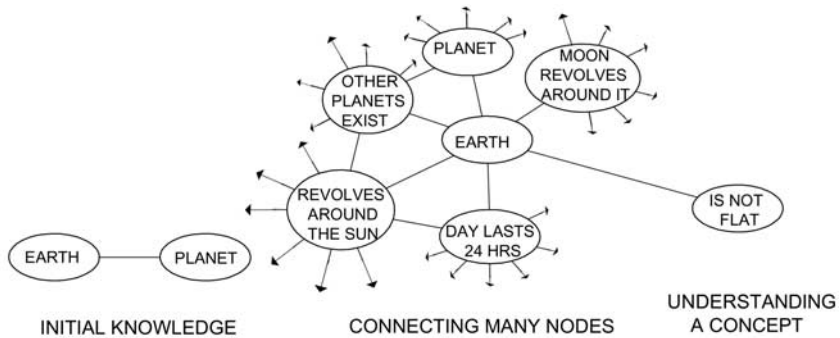 PLANET
MOON
REVOLVES
AROUND IT
OTHER
PLANETS
EXIST
EARTH
REVOLVES
AROUND
THE SUN
DAY LASTS
24 HRS
IS NOT
FLAT
EARTH
PLANET
INITIAL KNOWLEDGE
CONNECTING MANY NODES
UNDERSTANDING
A CONCEPT